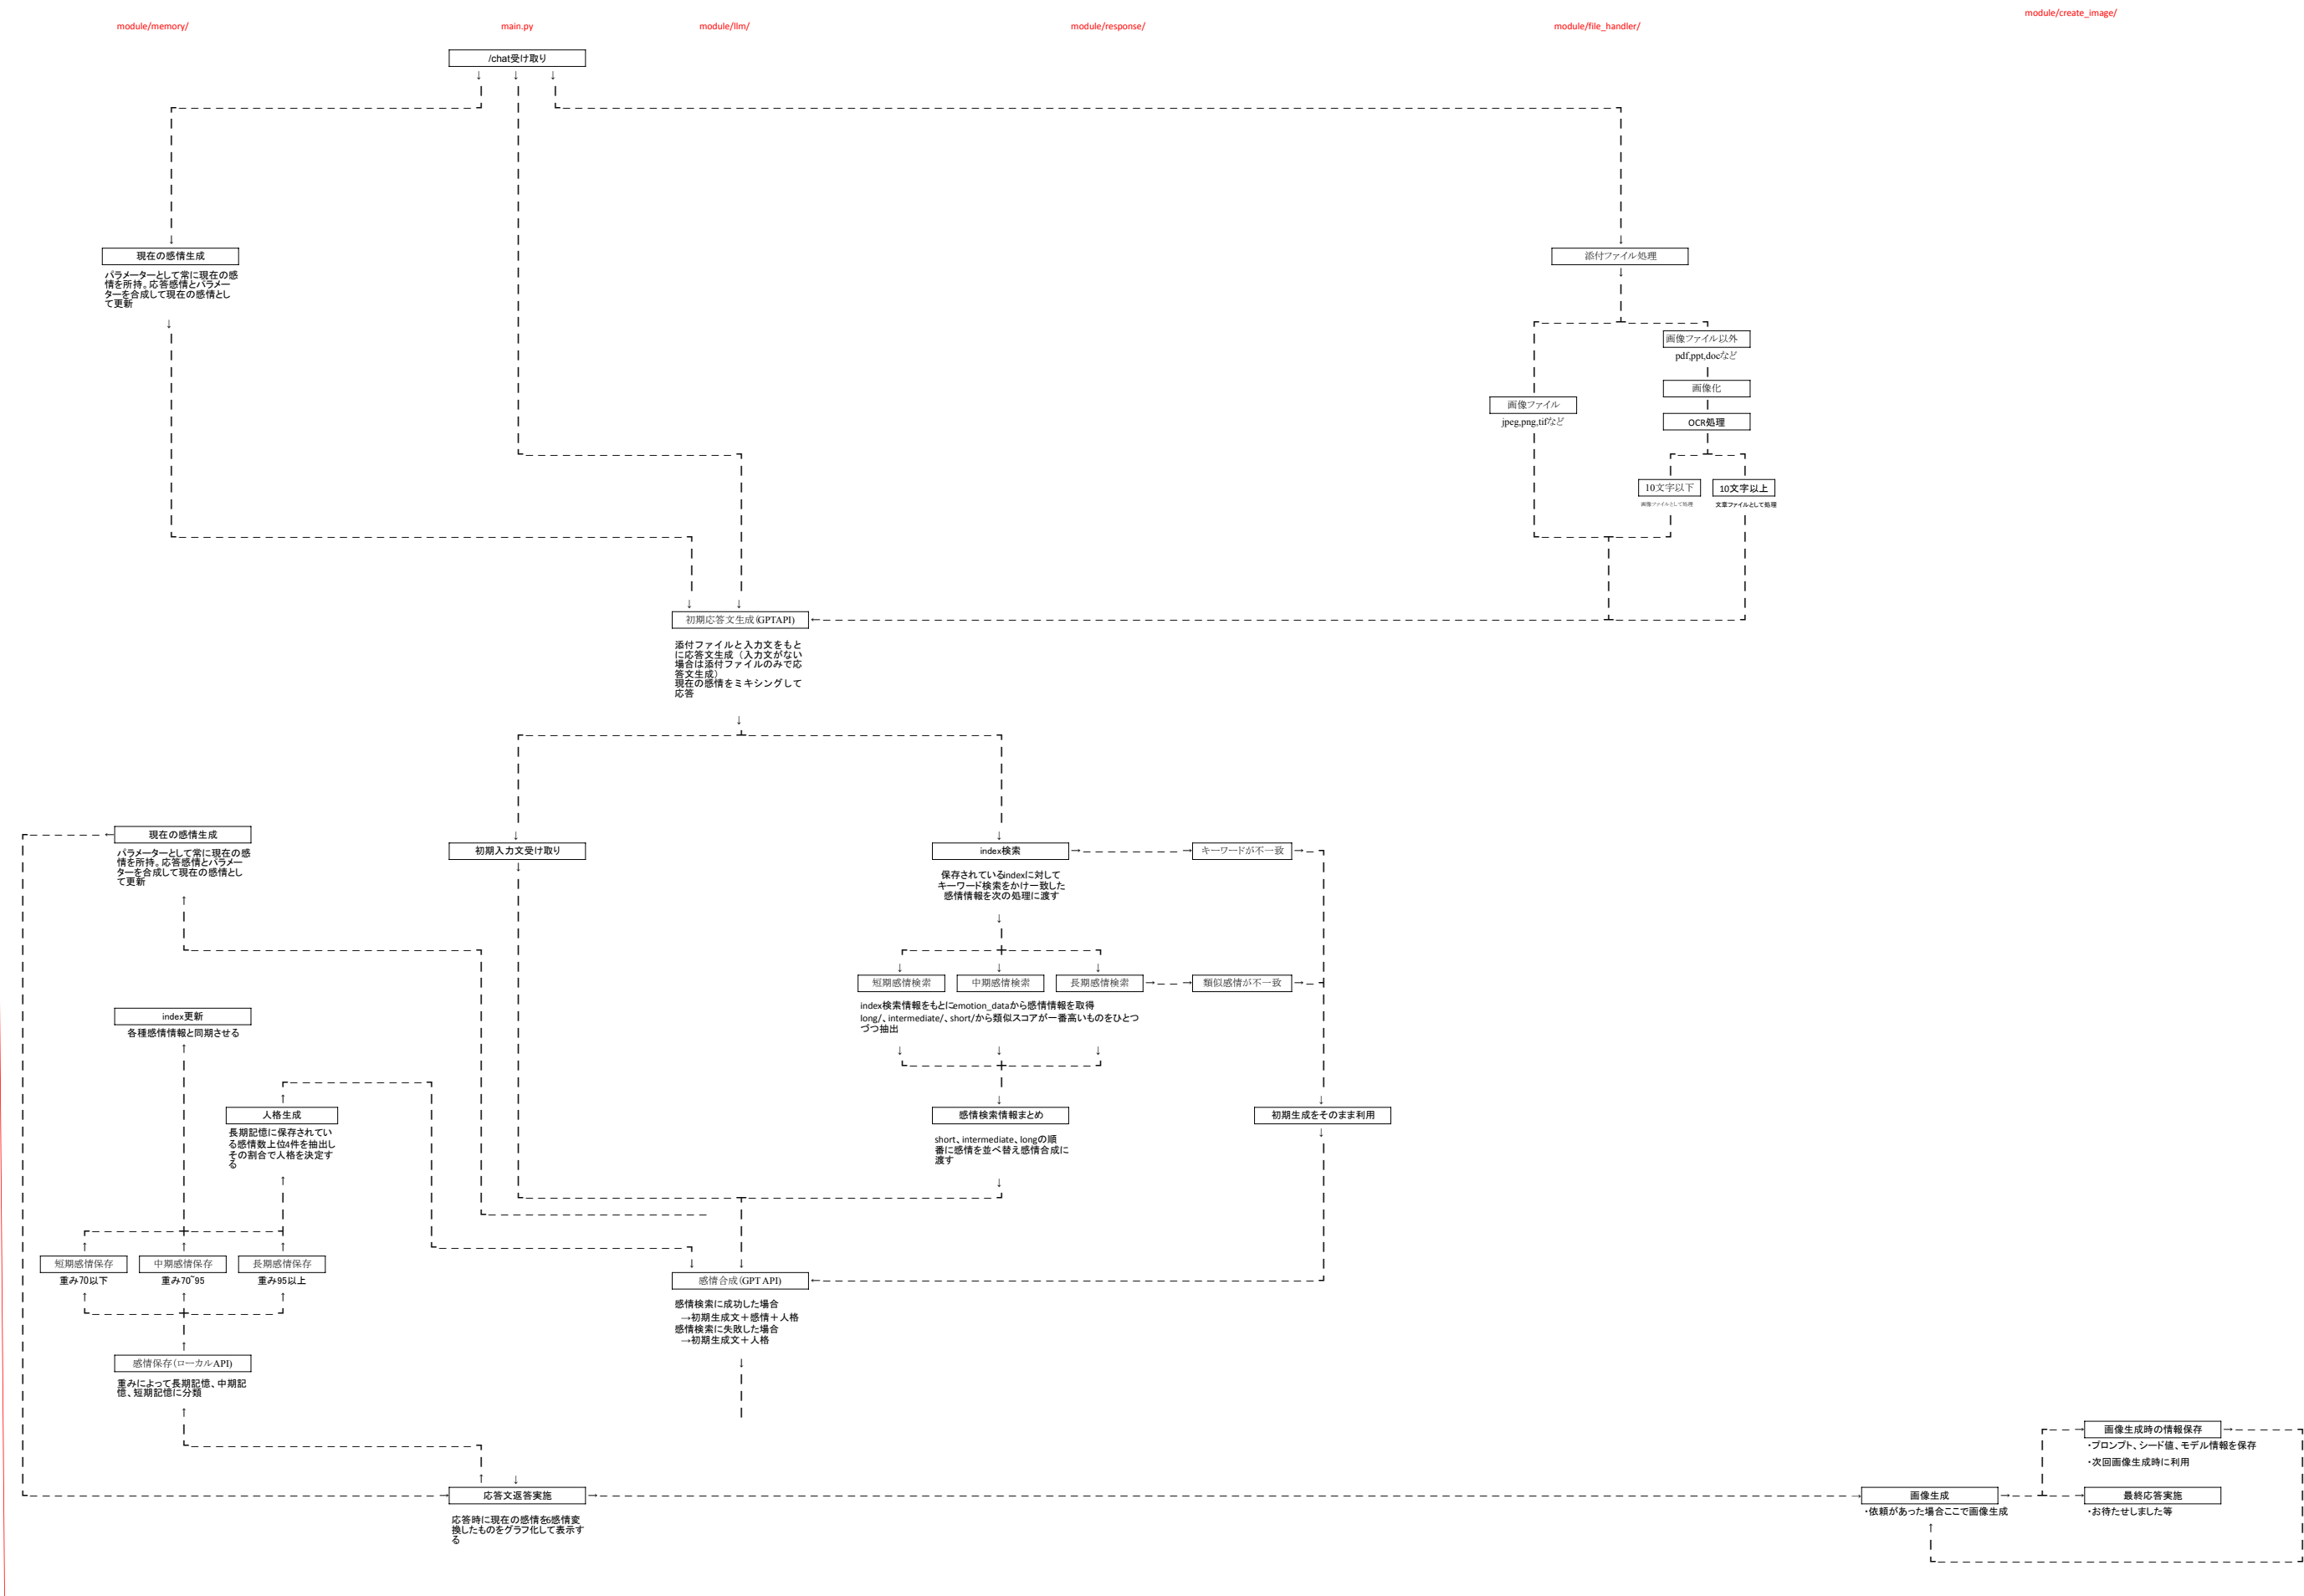 module/create_image/
module/memory/
main.py
module/llm/
module/response/
module/file_handler/
/chat受け取り
現在の感情生成
パラメーターとして常に現在の感
情を所持。応答感情とパラメー
ターを合成して現在の感情とし
て更新
添付ファイル処理
画像ファイル以外
pdf,ppt,docなど
画像化
画像ファイル
jpeg,png,tifなど
OCR処理
10文字以下
画像ファイルとして処理
10文字以上
文章ファイルとして処理
初期応答文生成(GPTAPI)
添付ファイルと入力文をもと
に応答文生成（入力文がない
場合は添付ファイルのみで応
答文生成）
現在の感情をミキシングして
応答
現在の感情生成
パラメーターとして常に現在の感
情を所持。応答感情とパラメー
ターを合成して現在の感情とし
て更新
初期入力文受け取り
index検索
キーワードが不一致
保存されているindexに対して
キーワード検索をかけ一致した
感情情報を次の処理に渡す
短期感情検索
中期感情検索
長期感情検索
類似感情が不一致
index検索情報をもとにemotion_dataから感情情報を取得
long/、intermediate/、short/から類似スコアが一番高いものをひとつ
づつ抽出
index更新
各種感情情報と同期させる
人格生成
長期記憶に保存されてい
る感情数上位4件を抽出し
その割合で人格を決定す
る
感情検索情報まとめ
short、intermediate、longの順
番に感情を並べ替え感情合成に
渡す
初期生成をそのまま利用
短期感情保存
重み70以下
中期感情保存
重み70~95
長期感情保存
重み95以上
感情合成(GPT API)
感情検索に成功した場合
→初期生成文＋感情＋人格
感情検索に失敗した場合
→初期生成文＋人格
感情保存(ローカルAPI)
重みによって長期記憶、中期記
憶、短期記憶に分類
画像生成時の情報保存
・プロンプト、シード値、モデル情報を保存
・次回画像生成時に利用
応答文返答実施
応答時に現在の感情を6感情変
換したものをグラフ化して表示す
る
画像生成
・依頼があった場合ここで画像生成
最終応答実施
・お待たせしました等